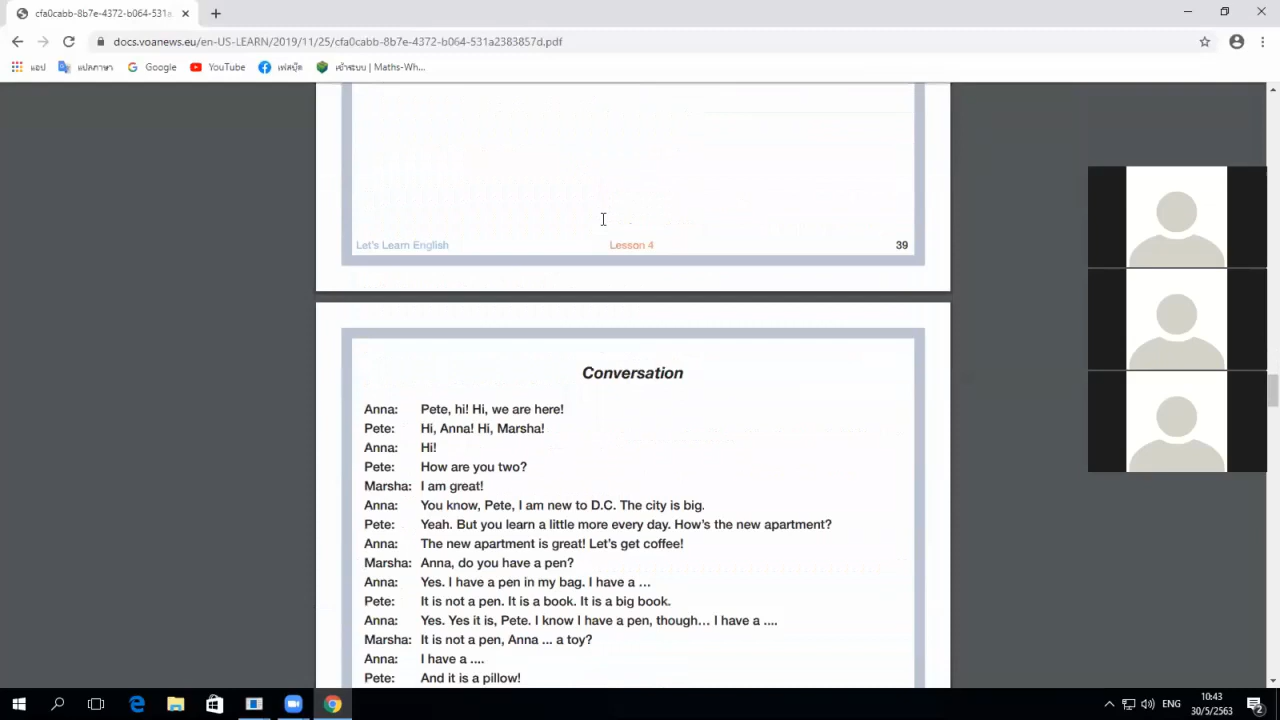 cfa0cabb-8b7e-4372-b064-531a
docs.voanews.eu/en-US-LEARN/2019/11/25/cfa0cabb-8b7e-4372-b064-531a2383857d.pdf
แอป แปลภาษา Google YouTube เฟสบุ๊ค เข้าระบบ | Maths-Wh...
Let's Learn English Lesson 4 39
Conversation
Anna: Pete, hi! Hi, we are here!
Pete: Hi, Anna! Hi, Marsha!
Anna: Hi!
Pete: How are you two?
Marsha: I am great!
Anna: You know, Pete, I am new to D.C. The city is big.
Pete: Yeah. But you learn a little more every day. How's the new apartment?
Anna: The new apartment is great! Let's get coffee!
Marsha: Anna, do you have a pen?
Anna: Yes. I have a pen in my bag. I have a ...
Pete: It is not a pen. It is a book. It is a big book.
Anna: Yes. Yes it is, Pete. I know I have a pen, though... I have a ....
Marsha: It is not a pen, Anna ... a toy?
Anna: I have a ....
Pete: And it is a pillow!
ENG
10:43
30/5/2563
2